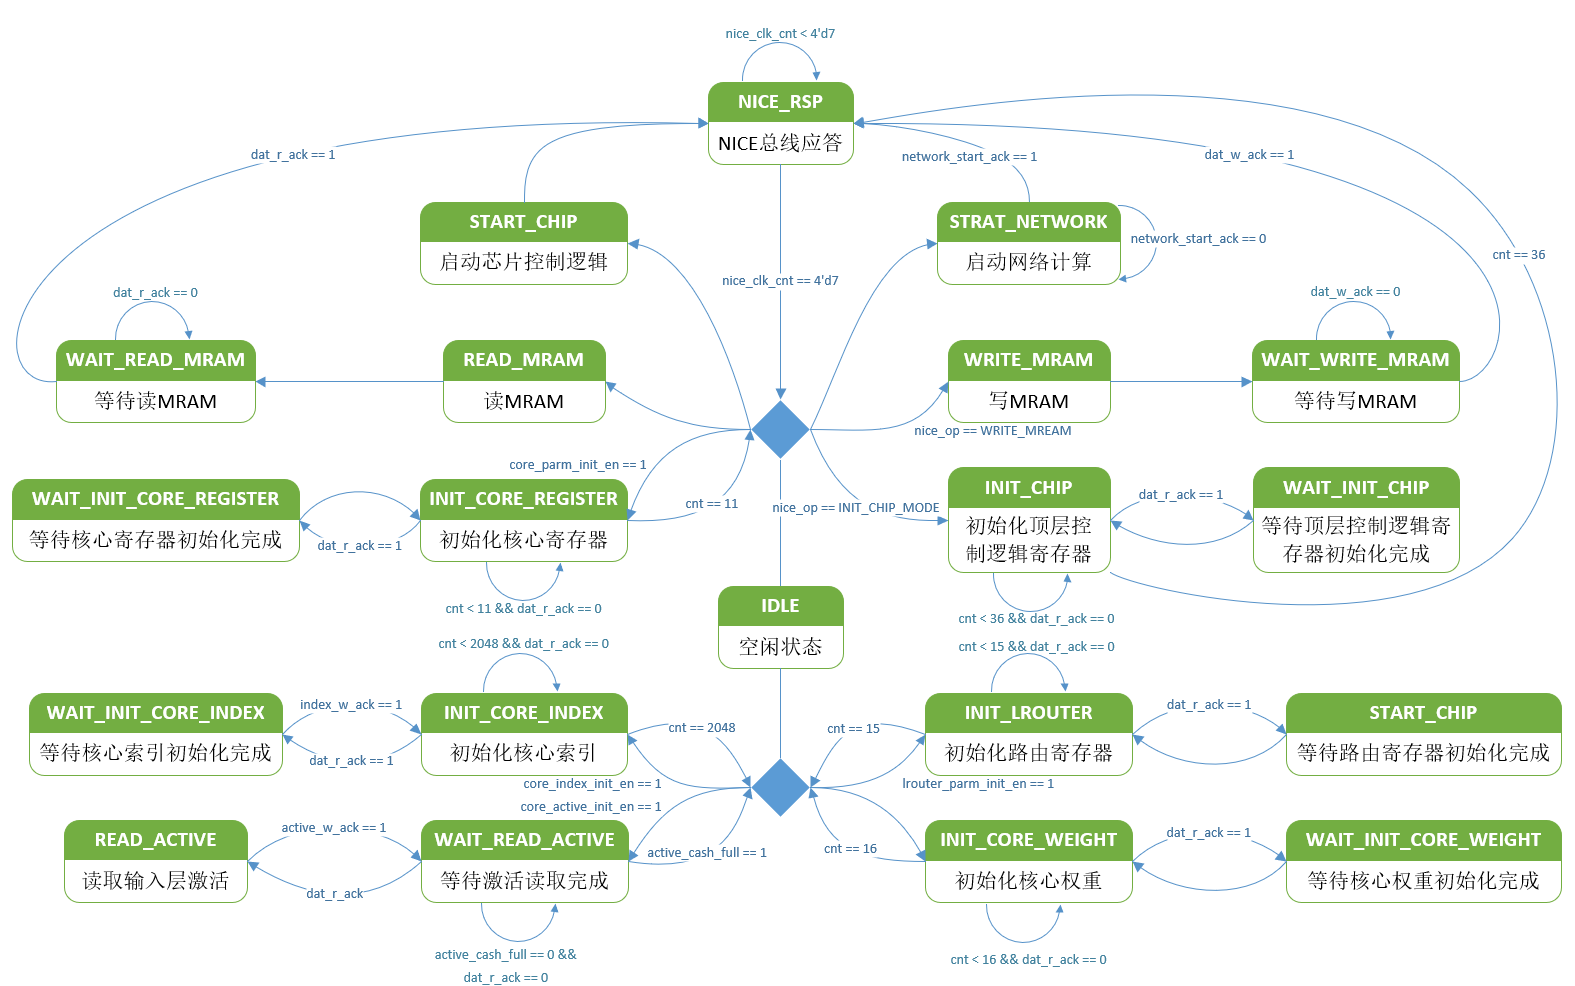 nice_clk_cnt < 4'd7
NICE_RSP
NICE总线应答
dat_r_ack == 1
network_start_ack == 1
dat_w_ack == 1
START_CHIP
启动芯片控制逻辑
STRAT_NETWORK
启动网络计算
network_start_ack == 0
cnt == 36
nice_clk_cnt == 4'd7
dat_r_ack == 0
dat_w_ack == 0
WAIT_READ_MRAM
等待读MRAM
READ_MRAM
读MRAM
WRITE_MRAM
写MRAM
WAIT_WRITE_MRAM
等待写MRAM
nice_op == WRITE_MREAM
core_parm_init_en == 1
WAIT_INIT_CORE_REGISTER
等待核心寄存器初始化完成
dat_r_ack == 1
INIT_CORE_REGISTER
初始化核心寄存器
cnt == 11
nice_op == INIT_CHIP_MODE
INIT_CHIP
初始化顶层控
制逻辑寄存器
dat_r_ack == 1
WAIT_INIT_CHIP
等待顶层控制逻辑寄
存器初始化完成
cnt < 11 && dat_r_ack == 0
IDLE
空闲状态
cnt < 36 && dat_r_ack == 0
cnt < 2048 && dat_r_ack == 0
cnt < 15 && dat_r_ack == 0
WAIT_INIT_CORE_INDEX
等待核心索引初始化完成
index_w_ack == 1
dat_r_ack == 1
INIT_CORE_INDEX
初始化核心索引
cnt == 2048
cnt == 15
INIT_LROUTER
初始化路由寄存器
dat_r_ack == 1
START_CHIP
等待路由寄存器初始化完成
core_index_init_en == 1
lrouter_parm_init_en == 1
core_active_init_en == 1
READ_ACTIVE
读取输入层激活
active_w_ack == 1
dat_r_ack
WAIT_READ_ACTIVE
等待激活读取完成
active_cash_full == 1
cnt == 16
INIT_CORE_WEIGHT
初始化核心权重
dat_r_ack == 1
WAIT_INIT_CORE_WEIGHT
等待核心权重初始化完成
active_cash_full == 0 &&
dat_r_ack == 0
cnt < 16 && dat_r_ack == 0